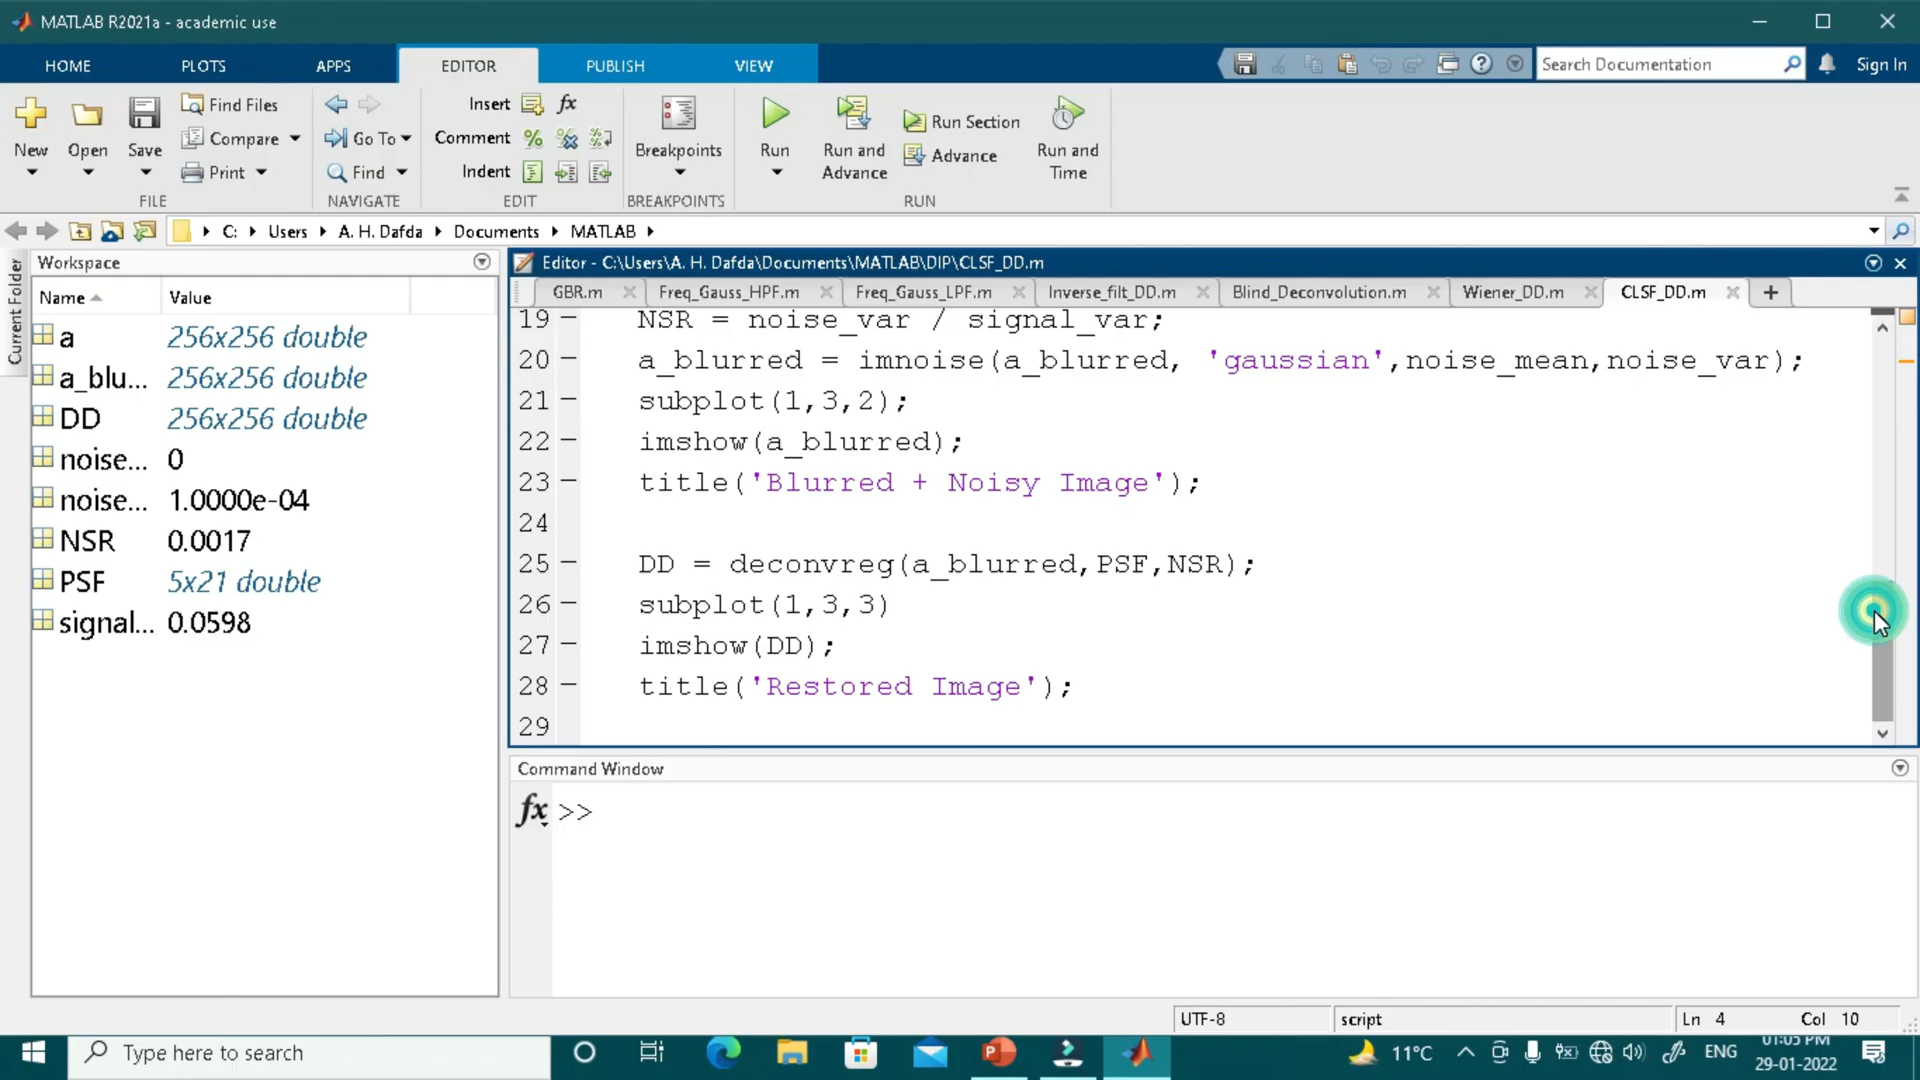 MATLAB R2021a - academic use
HOME PLOTS APPS EDITOR PUBLISH VIEW Search Documentation Sign In
New Open Save Find Files Compare Print Go To Find Insert fx Comment Indent Breakpoints Run Run and Advance Run Section Advance Run and Time
FILE NAVIGATE EDIT BREAKPOINTS RUN
C: Users A. H. Dafda Documents MATLAB
Current Folder
Workspace
Name Value
a 256x256 double
a_blu... 256x256 double
DD 256x256 double
noise... 0
noise... 1.0000e-04
NSR 0.0017
PSF 5x21 double
signal... 0.0598
Editor - C:\Users\A. H. Dafda\Documents\MATLAB\DIP\CLSF_DD.m
GBR.m Freq_Gauss_HPF.m Freq_Gauss_LPF.m Inverse_filt_DD.m Blind_Deconvolution.m Wiener_DD.m CLSF_DD.m
19 NSR = noise_var / signal_var;
20 a_blurred = imnoise(a_blurred, 'gaussian',noise_mean,noise_var);
21 subplot(1,3,2);
22 imshow(a_blurred);
23 title('Blurred + Noisy Image');
24
25 DD = deconvreg(a_blurred,PSF,NSR);
26 subplot(1,3,3)
27 imshow(DD);
28 title('Restored Image');
29
Command Window
fx >>
UTF-8 script Ln 4 Col 10
Type here to search 11°C ENG 01:05 PM
29-01-2022